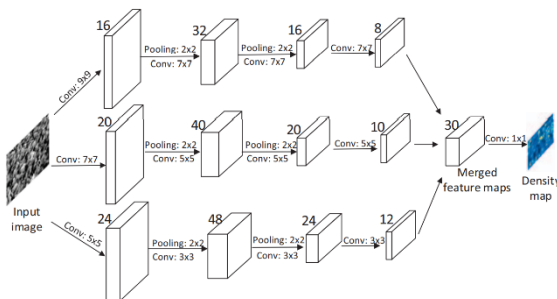 16
32
16
8
Conv: 9x9
Pooling: 2x2
Conv: 7x7
Pooling: 2x2
Conv: 7x7
Conv: 7x7
20
40
20
10
30
Conv: 7x7
Pooling: 2x2
Conv: 5x5
Pooling: 2x2
Conv: 5x5
Conv: 5x5
Conv: 1x1
Merged
feature maps
Density
map
Input
image
24
48
24
12
Conv: 5x5
Pooling: 2x2
Conv: 3x3
Pooling: 2x2
Conv: 3x3
Conv: 3x3